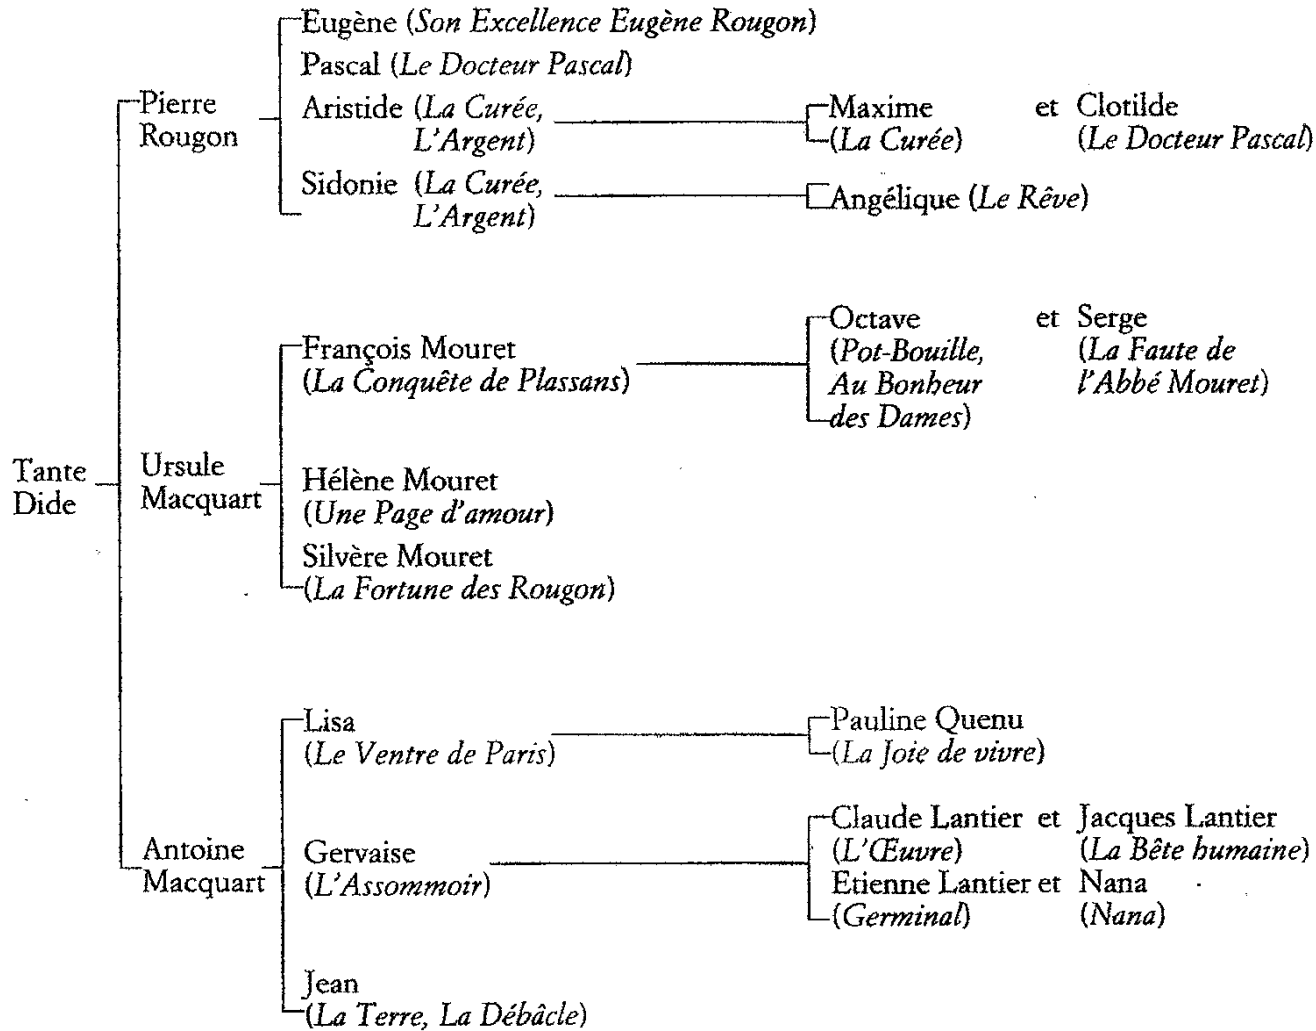 Eugène (Son Excellence Eugène Rougon)
Pascal (Le Docteur Pascal)
Pierre
Rougon
Aristide (La Curée,
L'Argent)
Maxime et Clotilde
(La Curée) (Le Docteur Pascal)
Sidonie (La Curée,
L'Argent)
Angélique (Le Rêve)
Tante
Dide
Ursule
Macquart
François Mouret
(La Conquête de Plassans)
Octave et Serge
(Pot-Bouille, (La Faute de
Au Bonheur l'Abbé Mouret)
des Dames)
Hélène Mouret
(Une Page d'amour)
Silvère Mouret
(La Fortune des Rougon)
Antoine
Macquart
Lisa
(Le Ventre de Paris)
Pauline Quenu
(La Joie de vivre)
Gervaise
(L'Assommoir)
Claude Lantier et Jacques Lantier
(L'Œuvre) (La Bête humaine)
Etienne Lantier et Nana
(Germinal) (Nana)
Jean
(La Terre, La Débâcle)